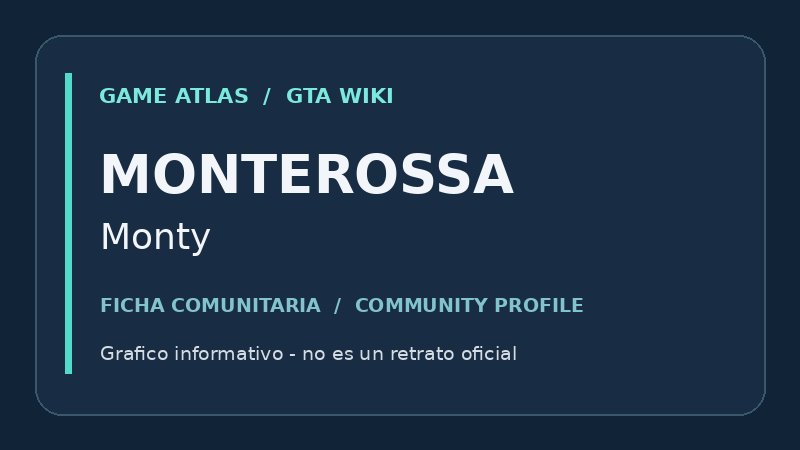 GAME ATLAS / GTA WIKI
MONTEROSSA
Monty
FICHA COMUNITARIA / COMMUNITY PROFILE
Grafico informativo - no es un retrato oficial